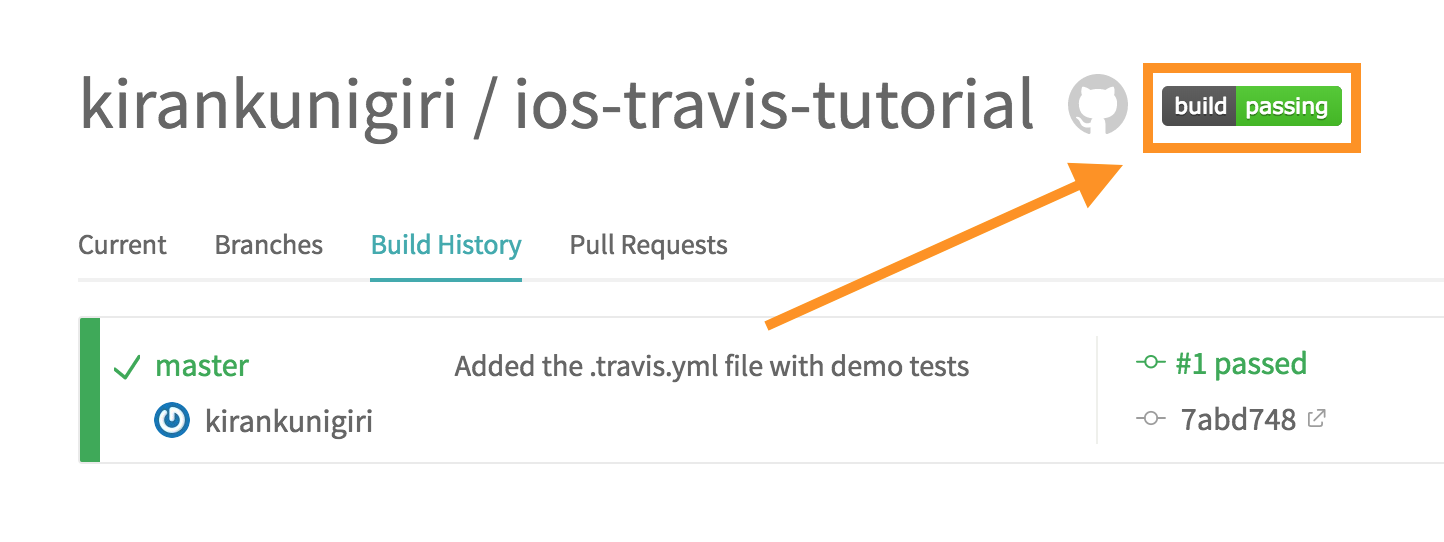 kirankunigiri / ios-travis-tutorial build passing
Current Branches Build History Pull Requests
master Added the .travis.yml file with demo tests #1 passed
kirankunigiri 7abd748